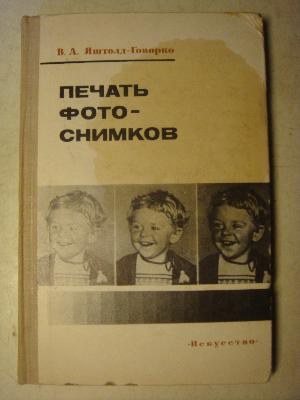 В. А. Яштолд-Говорко
ПЕЧАТЬ
ФОТО-
СНИМКОВ
·Искусство·